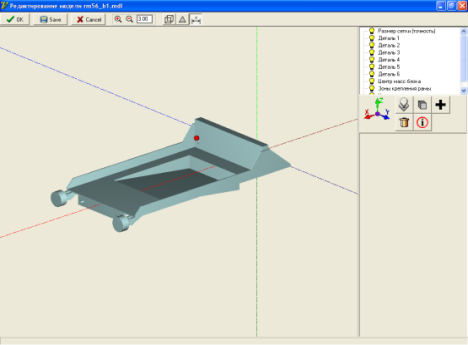 Редактирование модели rm56_b1.mdl
OK Save Cancel 3.00
Размер сетки (точность)
Деталь 1
Деталь 2
Деталь 3
Деталь 4
Деталь 5
Деталь 6
Центр масс блока
Зоны крепления рамы